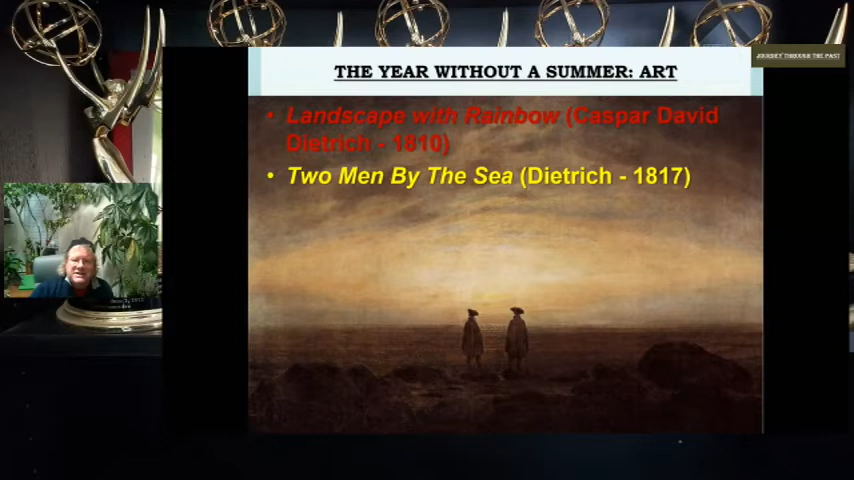 THE YEAR WITHOUT A SUMMER: ART
JOURNEY THROUGH THE PAST
• Landscape with Rainbow (Caspar David
Dietrich - 1810)
• Two Men By The Sea (Dietrich - 1817)